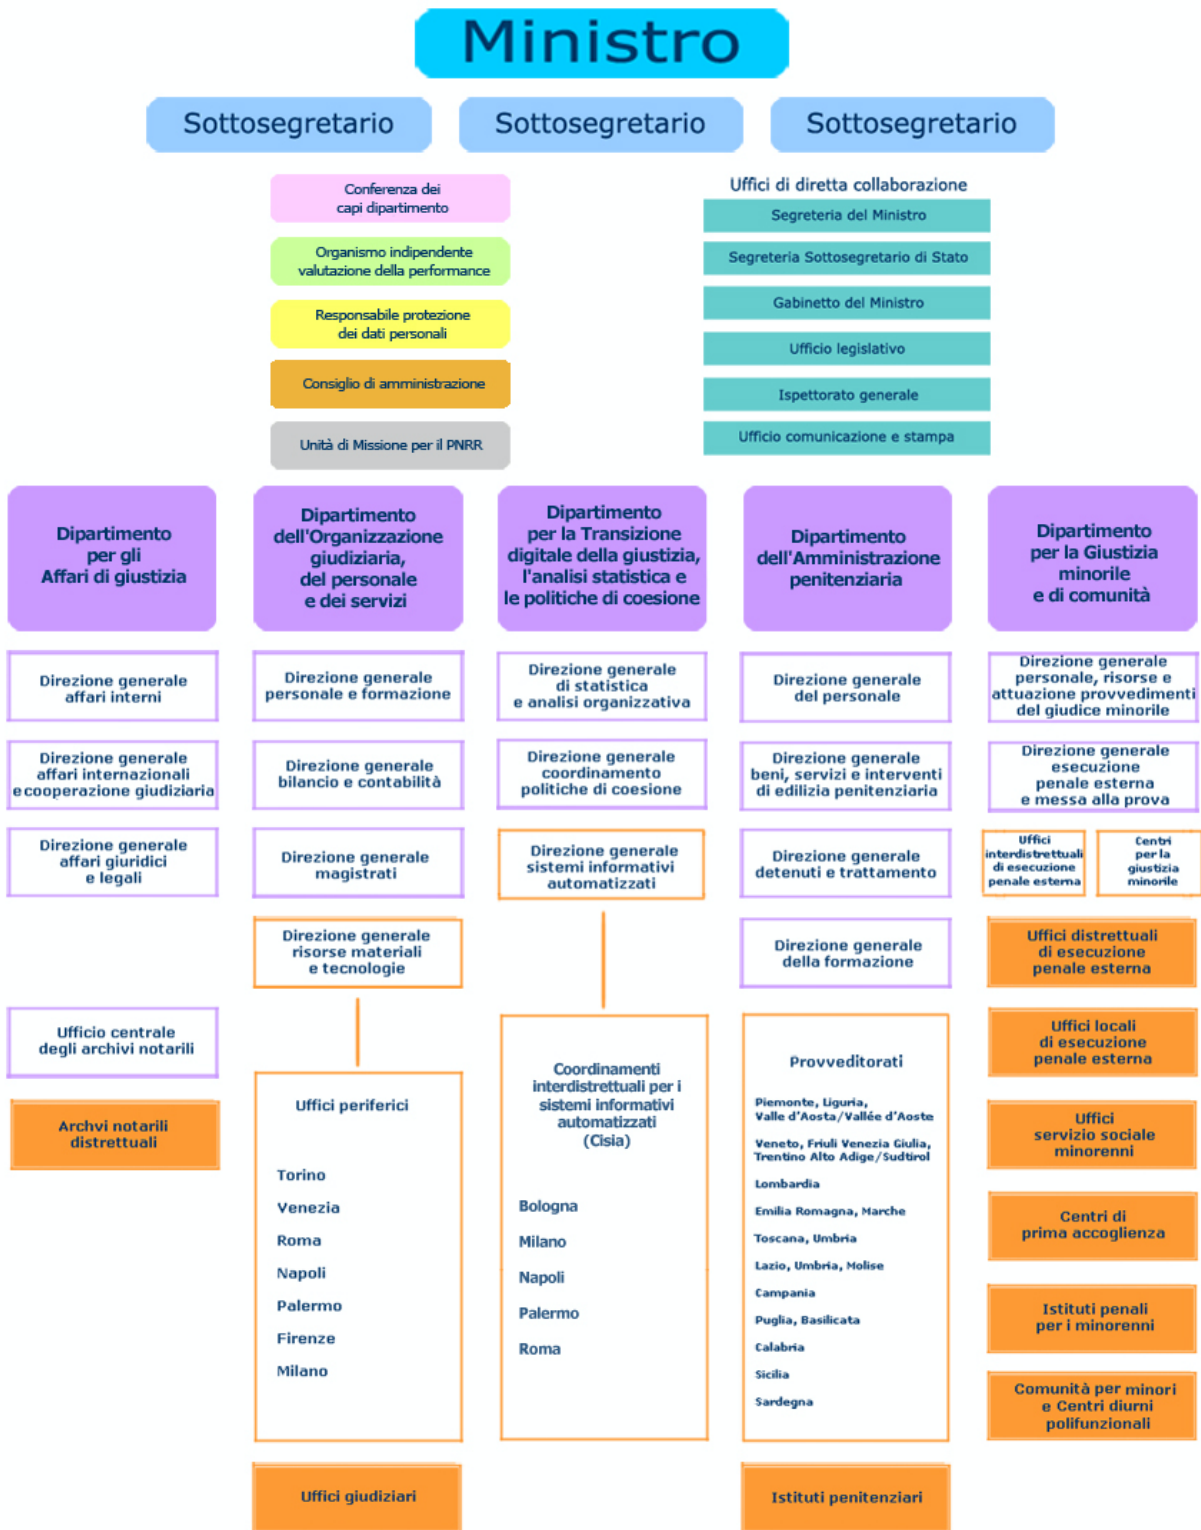 Ministro
Sottosegretario
Sottosegretario
Sottosegretario
Conferenza dei
capi dipartimento
Organismo indipendente
valutazione della performance
Responsabile protezione
dei dati personali
Consiglio di amministrazione
Unità di Missione per il PNRR
Uffici di diretta collaborazione
Segreteria del Ministro
Segreteria Sottosegretario di Stato
Gabinetto del Ministro
Ufficio legislativo
Ispettorato generale
Ufficio comunicazione e stampa
Dipartimento
per gli
Affari di giustizia
Direzione generale
affari interni
Direzione generale
affari internazionali
e cooperazione giudiziaria
Direzione generale
affari giuridici
e legali
Ufficio centrale
degli archivi notarili
Archvi notarili
distrettuali
Dipartimento
dell'Organizzazione
giudiziaria,
del personale
e dei servizi
Direzione generale
personale e formazione
Direzione generale
bilancio e contabilità
Direzione generale
magistrati
Direzione generale
risorse materiali
e tecnologie
Uffici periferici
Torino
Venezia
Roma
Napoli
Palermo
Firenze
Milano
Uffici giudiziari
Dipartimento
per la Transizione
digitale della giustizia,
l'analisi statistica e
le politiche di coesione
Direzione generale
di statistica
e analisi organizzativa
Direzione generale
coordinamento
politiche di coesione
Direzione generale
sistemi informativi
automatizzati
Coordinamenti
interdistrettuali per i
sistemi informativi
automatizzati
(Cisia)
Bologna
Milano
Napoli
Palermo
Roma
Dipartimento
dell'Amministrazione
penitenziaria
Direzione generale
del personale
Direzione generale
beni, servizi e interventi
di edilizia penitenziaria
Direzione generale
detenuti e trattamento
Direzione generale
della formazione
Provveditorati
Piemonte, Liguria,
Valle d'Aosta/Vallée d'Aoste
Veneto, Friuli Venezia Giulia,
Trentino Alto Adige/Sudtirol
Lombardia
Emilia Romagna, Marche
Toscana, Umbria
Lazio, Umbria, Molise
Campania
Puglia, Basilicata
Calabria
Sicilia
Sardegna
Istituti penitenziari
Dipartimento
per la Giustizia
minorile
e di comunità
Direzione generale
personale, risorse e
attuazione provvedimenti
del giudice minorile
Direzione generale
esecuzione
penale esterna
e messa alla prova
Uffici
interdistrettuali
di esecuzione
penale esterna
Centri
per la
giustizia
minorile
Uffici distrettuali
di esecuzione
penale esterna
Uffici locali
di esecuzione
penale esterna
Uffici
servizio sociale
minorenni
Centri di
prima accoglienza
Istituti penali
per i minorenni
Comunità per minori
e Centri diurni
polifunzionali